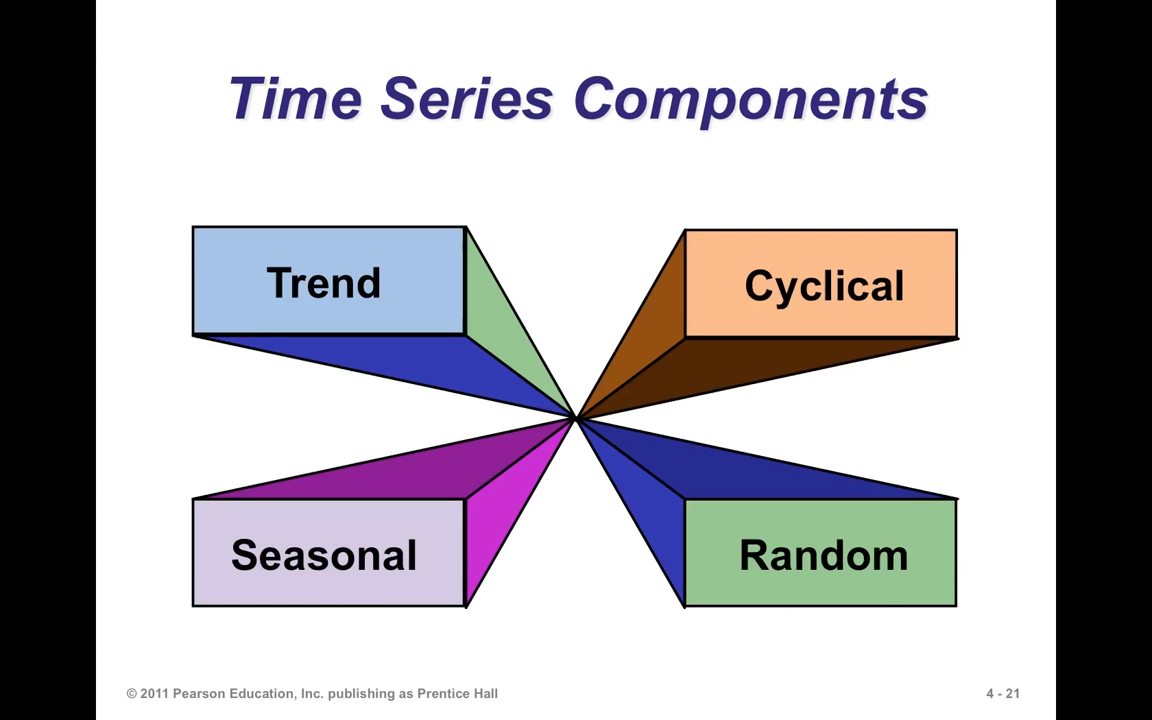 Time Series Components
Trend
Cyclical
Seasonal
Random
© 2011 Pearson Education, Inc. publishing as Prentice Hall
4 - 21